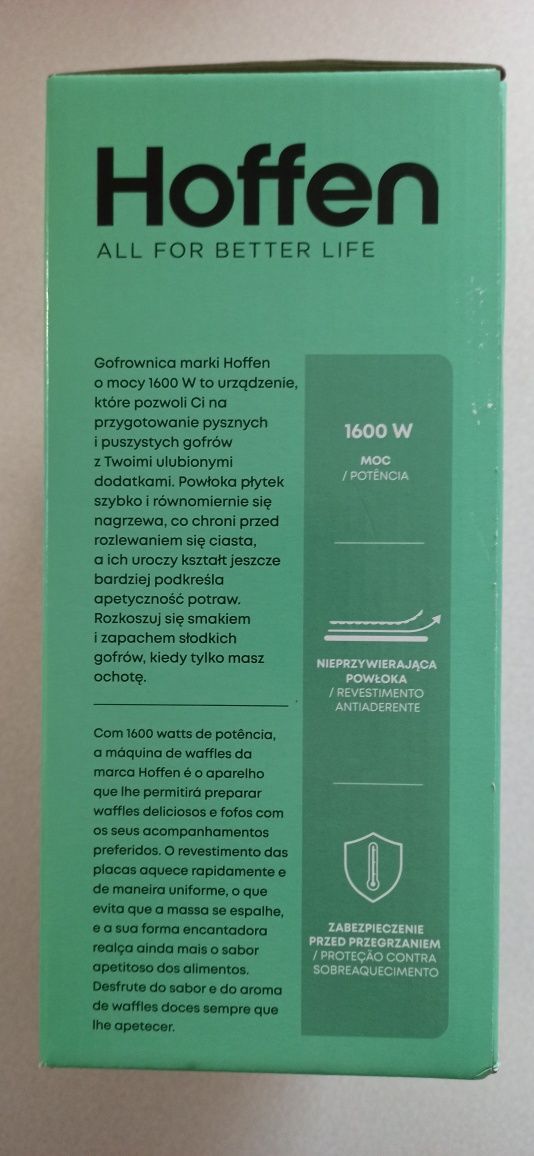 Hoffen
ALL FOR BETTER LIFE
Gofrownica marki Hoffen
o mocy 1600 W to urządzenie,
które pozwoli Ci na
przygotowanie pysznych
i puszystych gofrów
z Twoimi ulubionymi
dodatkami. Powłoka płytek
szybko i równomiernie się
nagrzewa, co chroni przed
rozlewaniem się ciasta,
a ich uroczy kształt jeszcze
bardziej podkreśla
apetyczność potraw.
Rozkoszuj się smakiem
i zapachem słodkich
gofrów, kiedy tylko masz
ochotę.
Com 1600 watts de potência,
a máquina de waffles da
marca Hoffen é o aparelho
que lhe permitirá preparar
waffles deliciosos e fofos com
os seus acompanhamentos
preferidos. O revestimento das
placas aquece rapidamente e
de maneira uniforme, o que
evita que a massa se espalhe,
e a sua forma encantadora
realça ainda mais o sabor
apetitoso dos alimentos.
Desfrute do sabor e do aroma
de waffles doces sempre que
lhe apetecer.
1600 W
MOC
/ POTÊNCIA
NIEPRZYWIERAJĄCA
POWŁOKA
/ REVESTIMENTO
ANTIADERENTE
ZABEZPIECZENIE
PRZED PRZEGRZANIEM
/ PROTEÇÃO CONTRA
SOBREAQUECIMENTO